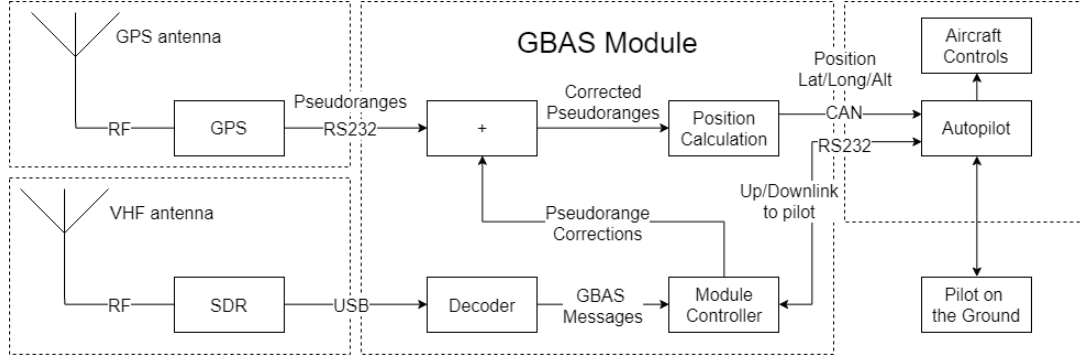 GPS antenna
RF
GPS
Pseudoranges
RS232
GBAS Module
+
Corrected
Pseudoranges
Position
Calculation
Position
Lat/Long/Alt
CAN
RS232
Aircraft
Controls
Autopilot
Up/Downlink
to pilot
VHF antenna
RF
SDR
USB
Decoder
GBAS
Messages
Pseudorange
Corrections
Module
Controller
Pilot on
the Ground